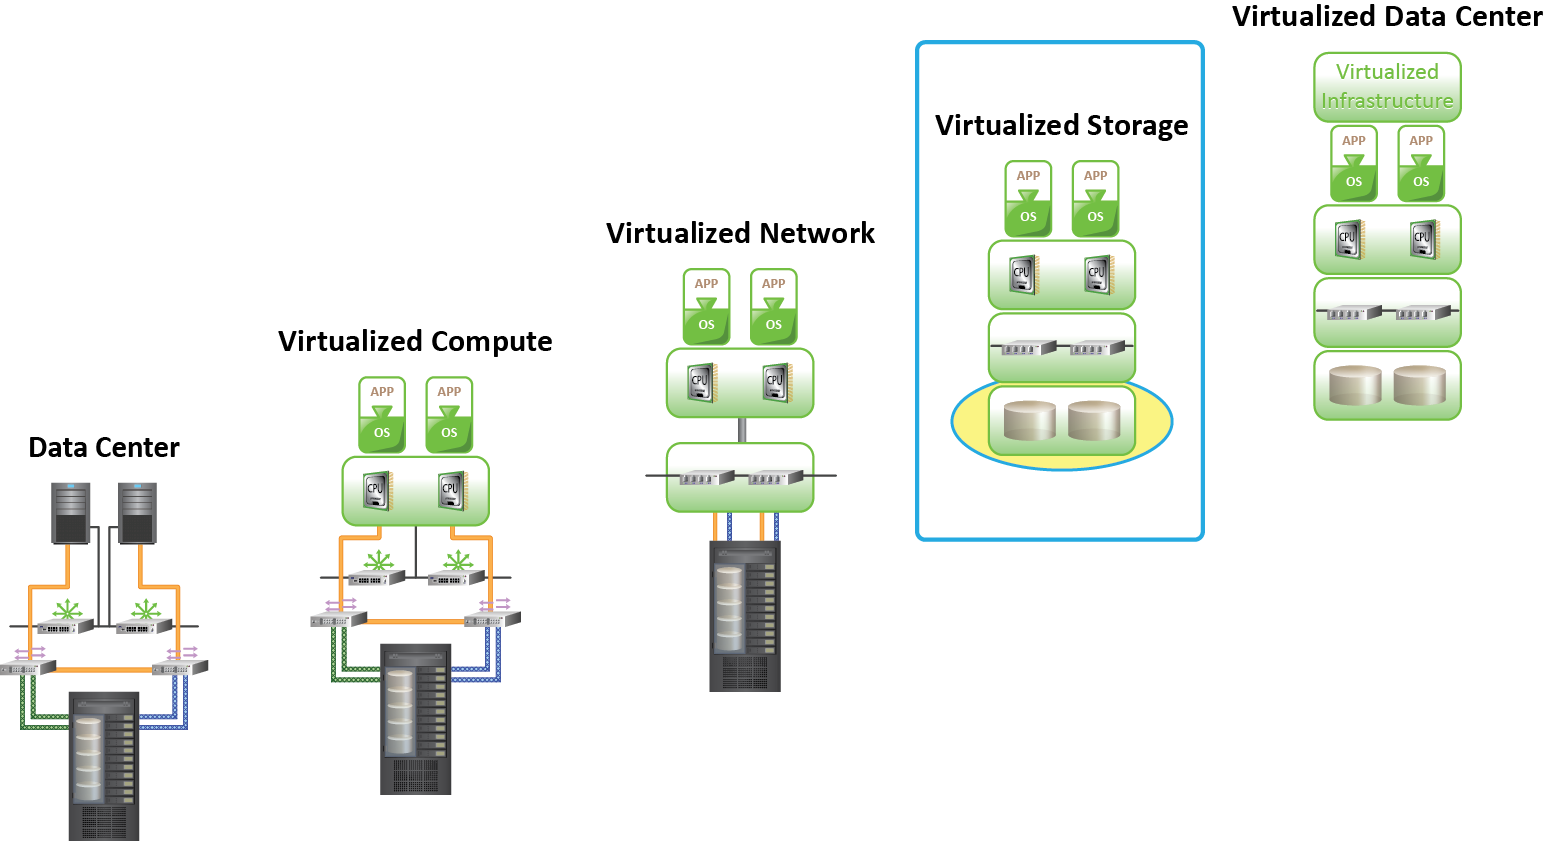 Virtualized Data Center
Virtualized
Infrastructure
APP APP
OS OS
CPU CPU
Virtualized Storage
APP APP
OS OS
CPU CPU
Virtualized Network
APP APP
OS OS
CPU CPU
Virtualized Compute
APP APP
OS OS
CPU CPU
Data Center